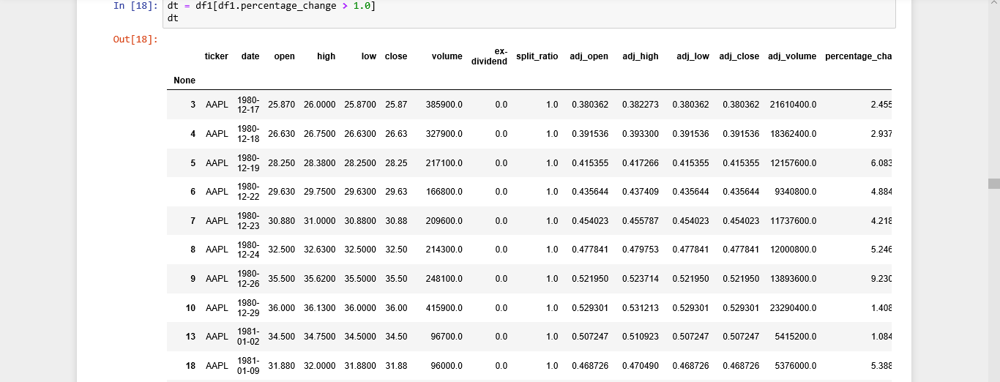 In [18]: dt = df1[df1.percentage_change > 1.0]
dt
Out[18]:
ticker date open high low close volume ex-dividend split_ratio adj_open adj_high adj_low adj_close adj_volume percentage_cha
None
3 AAPL 1980-12-17 25.870 26.0000 25.8700 25.87 385900.0 0.0 1.0 0.380362 0.382273 0.380362 0.380362 21610400.0 2.455
4 AAPL 1980-12-18 26.630 26.7500 26.6300 26.63 327900.0 0.0 1.0 0.391536 0.393300 0.391536 0.391536 18362400.0 2.937
5 AAPL 1980-12-19 28.250 28.3800 28.2500 28.25 217100.0 0.0 1.0 0.415355 0.417266 0.415355 0.415355 12157600.0 6.083
6 AAPL 1980-12-22 29.630 29.7500 29.6300 29.63 166800.0 0.0 1.0 0.435644 0.437409 0.435644 0.435644 9340800.0 4.884
7 AAPL 1980-12-23 30.880 31.0000 30.8800 30.88 209600.0 0.0 1.0 0.454023 0.455787 0.454023 0.454023 11737600.0 4.218
8 AAPL 1980-12-24 32.500 32.6300 32.5000 32.50 214300.0 0.0 1.0 0.477841 0.479753 0.477841 0.477841 12000800.0 5.246
9 AAPL 1980-12-26 35.500 35.6200 35.5000 35.50 248100.0 0.0 1.0 0.521950 0.523714 0.521950 0.521950 13893600.0 9.230
10 AAPL 1980-12-29 36.000 36.1300 36.0000 36.00 415900.0 0.0 1.0 0.529301 0.531213 0.529301 0.529301 23290400.0 1.408
13 AAPL 1981-01-02 34.500 34.7500 34.5000 34.50 96700.0 0.0 1.0 0.507247 0.510923 0.507247 0.507247 5415200.0 1.084
18 AAPL 1981-01-09 31.880 32.0000 31.8800 31.88 96000.0 0.0 1.0 0.468726 0.470490 0.468726 0.468726 5376000.0 5.388